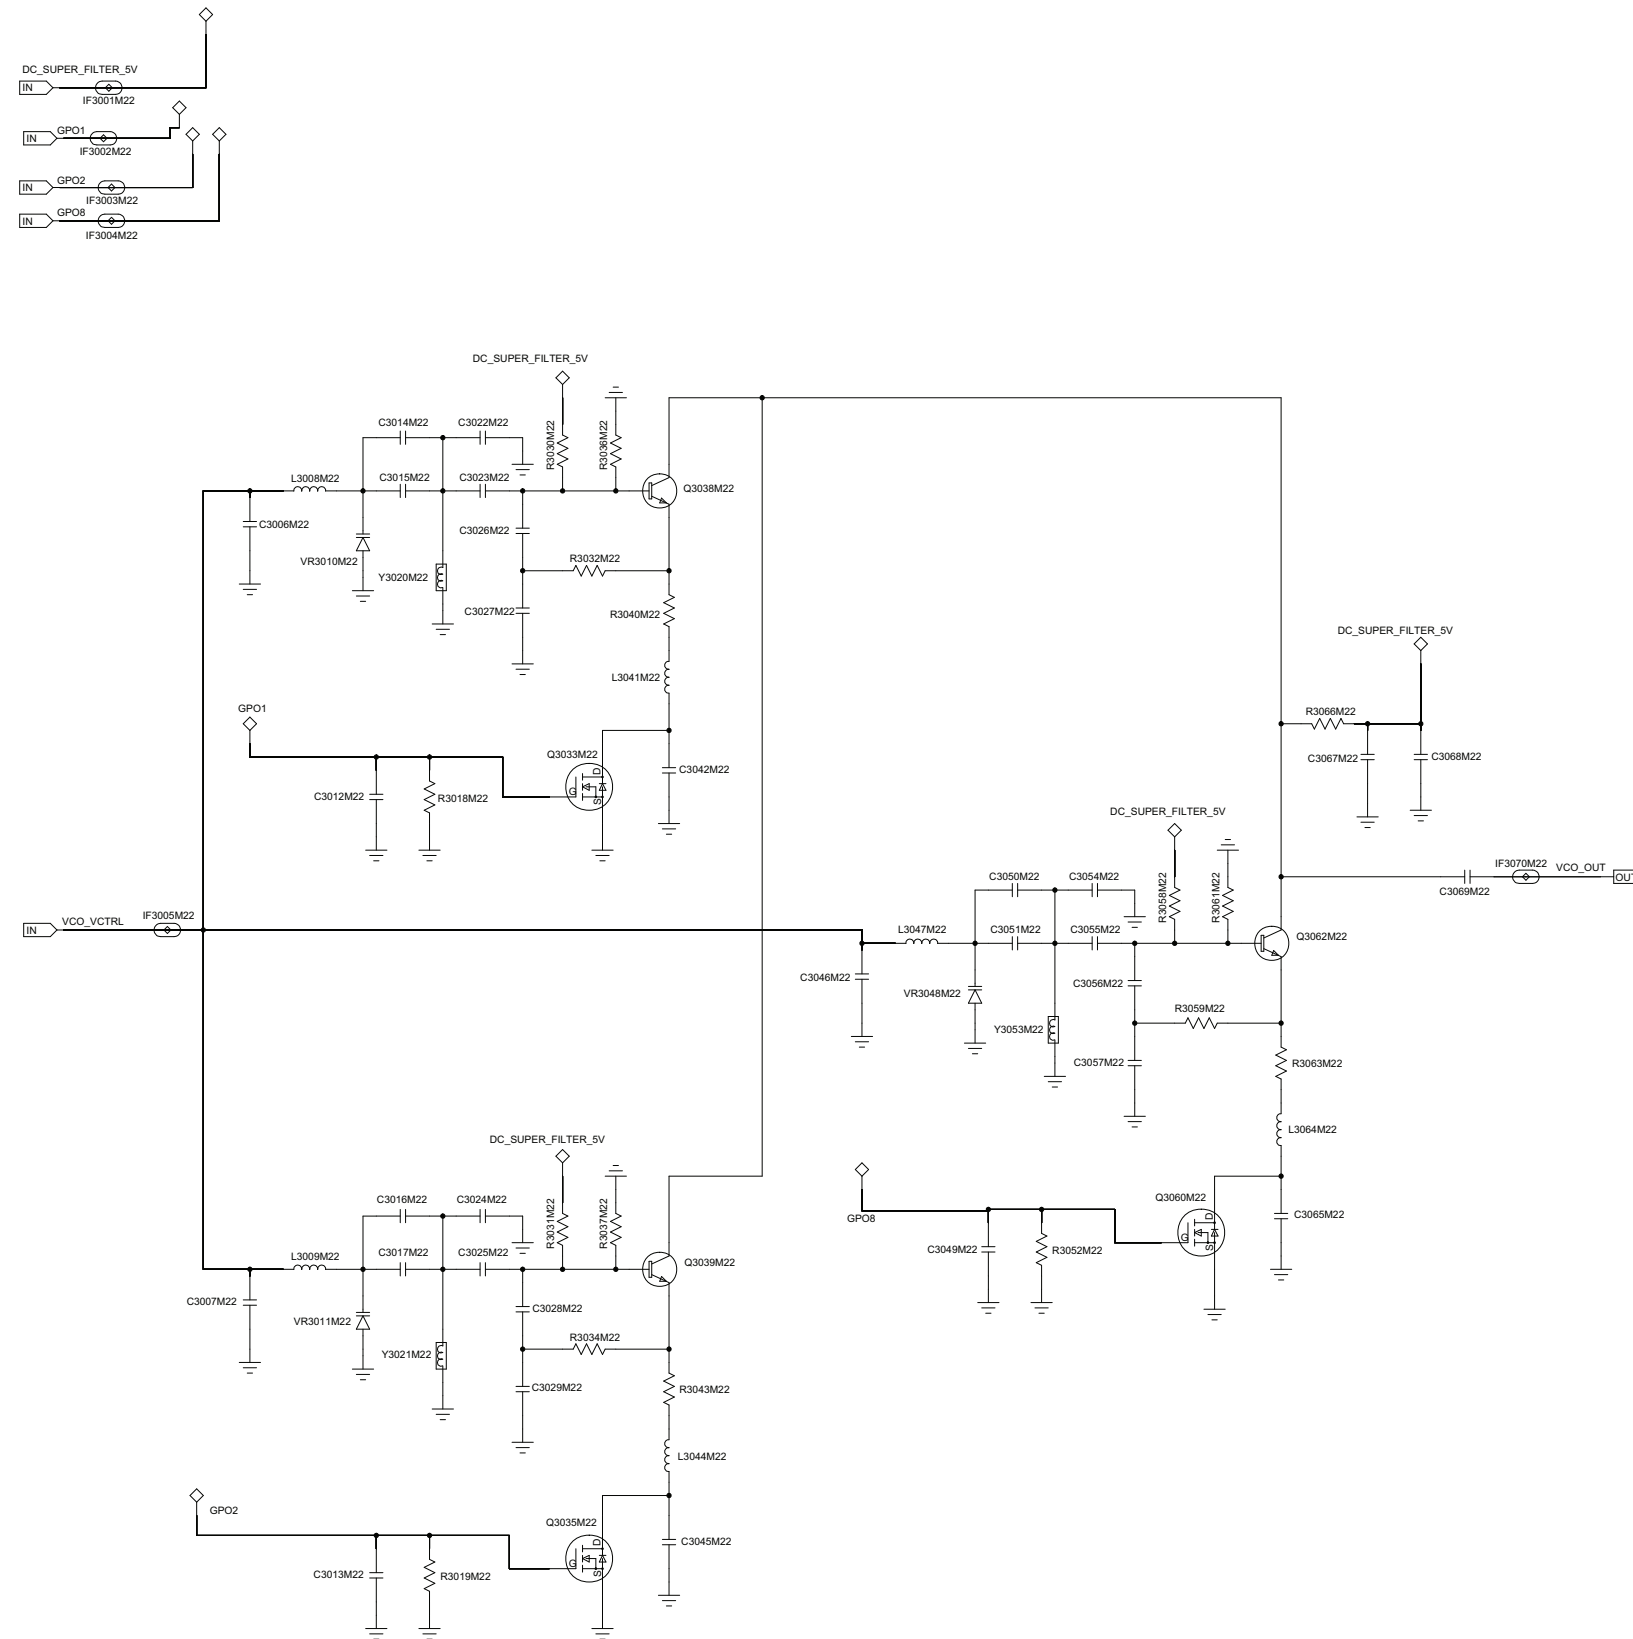 DC_SUPER_FILTER_5V
IN
IF3001M22
IN
GPO1
IF3002M22
IN
GPO2
IF3003M22
IN
GPO8
IF3004M22
DC_SUPER_FILTER_5V
C3014M22
C3022M22
R3030M22
R3036M22
L3008M22
C3015M22
C3023M22
Q3038M22
C3006M22
C3026M22
VR3010M22
R3032M22
Y3020M22
C3027M22
R3040M22
L3041M22
DC_SUPER_FILTER_5V
GPO1
R3066M22
Q3033M22
C3067M22
C3068M22
C3042M22
D
G
S
C3012M22
R3018M22
DC_SUPER_FILTER_5V
IF3070M22
VCO_OUT
OUT
C3050M22
C3054M22
R3058M22
R3061M22
C3069M22
IN
VCO_VCTRL
IF3005M22
L3047M22
C3051M22
C3055M22
Q3062M22
C3046M22
C3056M22
VR3048M22
R3059M22
Y3053M22
C3057M22
R3063M22
L3064M22
DC_SUPER_FILTER_5V
C3016M22
C3024M22
R3031M22
R3037M22
Q3060M22
C3065M22
GPO8
D
G
S
L3009M22
C3017M22
C3025M22
Q3039M22
C3049M22
R3052M22
C3007M22
C3028M22
VR3011M22
R3034M22
Y3021M22
C3029M22
R3043M22
L3044M22
GPO2
Q3035M22
D
G
S
C3045M22
C3013M22
R3019M22